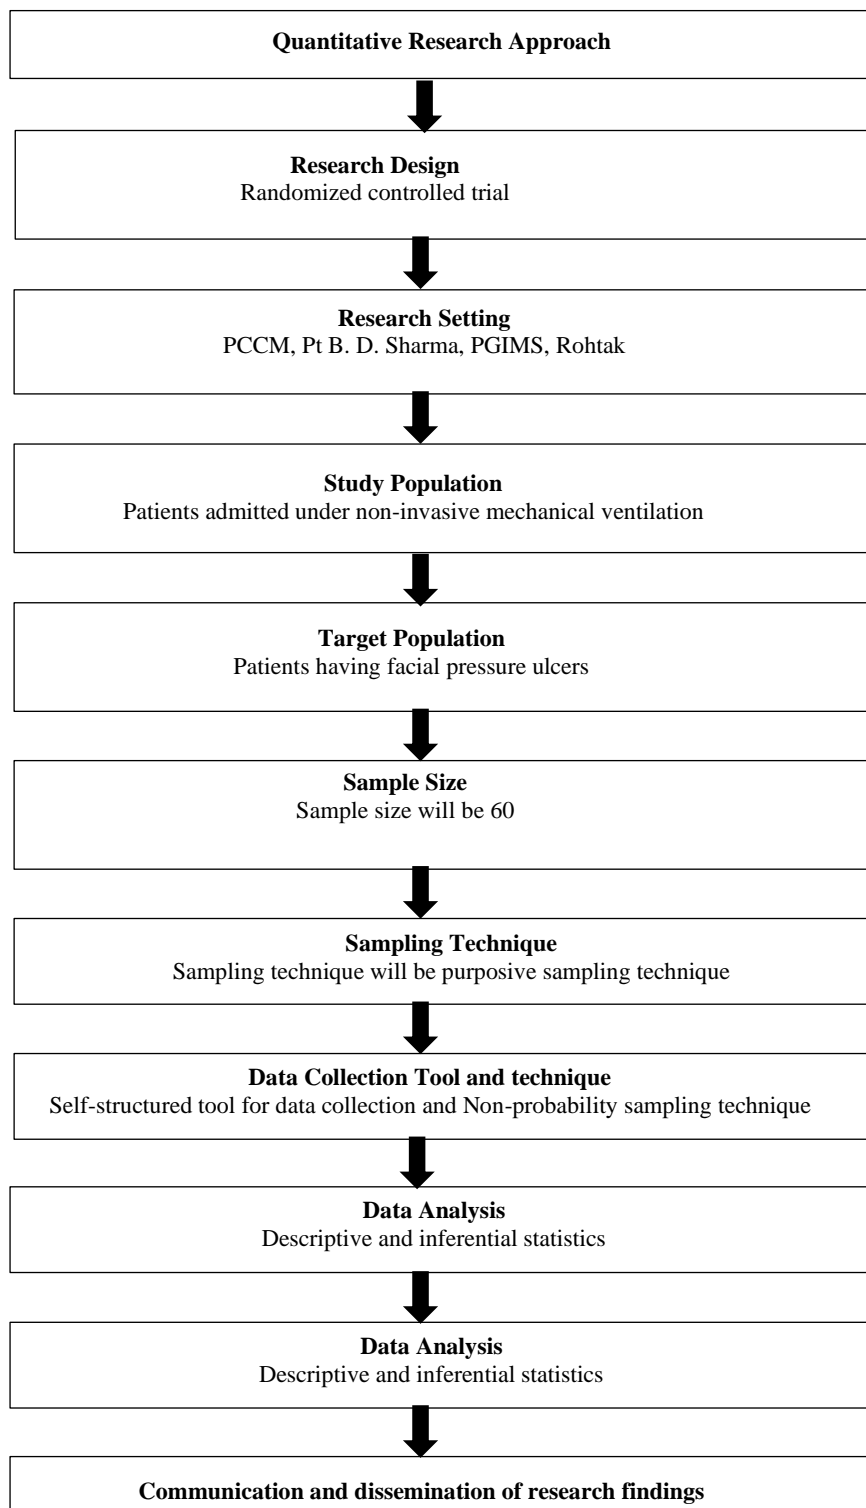 Quantitative Research Approach
Research Design
Randomized controlled trial
Research Setting
PCCM, Pt B. D. Sharma, PGIMS, Rohtak
Study Population
Patients admitted under non-invasive mechanical ventilation
Target Population
Patients having facial pressure ulcers
Sample Size
Sample size will be 60
Sampling Technique
Sampling technique will be purposive sampling technique
Data Collection Tool and technique
Self-structured tool for data collection and Non-probability sampling technique
Data Analysis
Descriptive and inferential statistics
Data Analysis
Descriptive and inferential statistics
Communication and dissemination of research findings